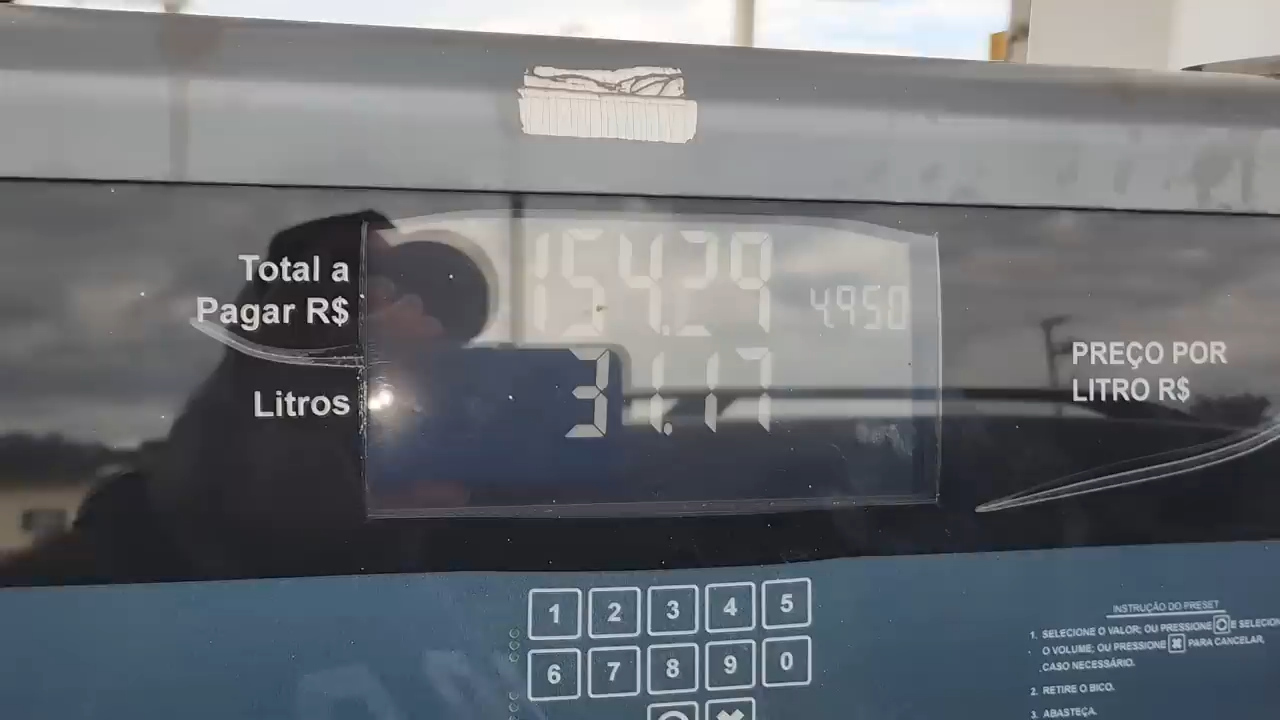 Total a
Pagar R$
154.29
4.950
Litros
31.17
PREÇO POR
LITRO R$
1 2 3 4 5
6 7 8 9 0
INSTRUÇÃO DO PRESET
1. SELECIONE O VALOR; OU PRESSIONE E SELECION
O VOLUME; OU PRESSIONE PARA CANCELAR,
CASO NECESSÁRIO.
2. RETIRE O BICO.
3. ABASTEÇA.